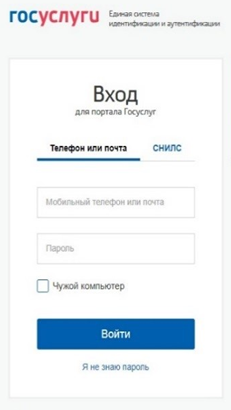 госуслуги
Единая система
идентификации и аутентификации
Вход
для портала Госуслуг
Телефон или почта СНИЛС
Мобильный телефон или почта
Пароль
Чужой компьютер
Войти
Я не знаю пароль